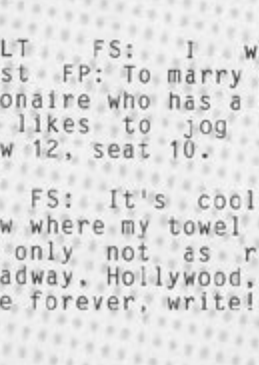 LT FS: I w
st FP: To marry
onaire who has a
likes to jog
w 12, seat 10.
FS: It's cool
w where my towel
only not as r
adway, Hollywood,
e forever, write!